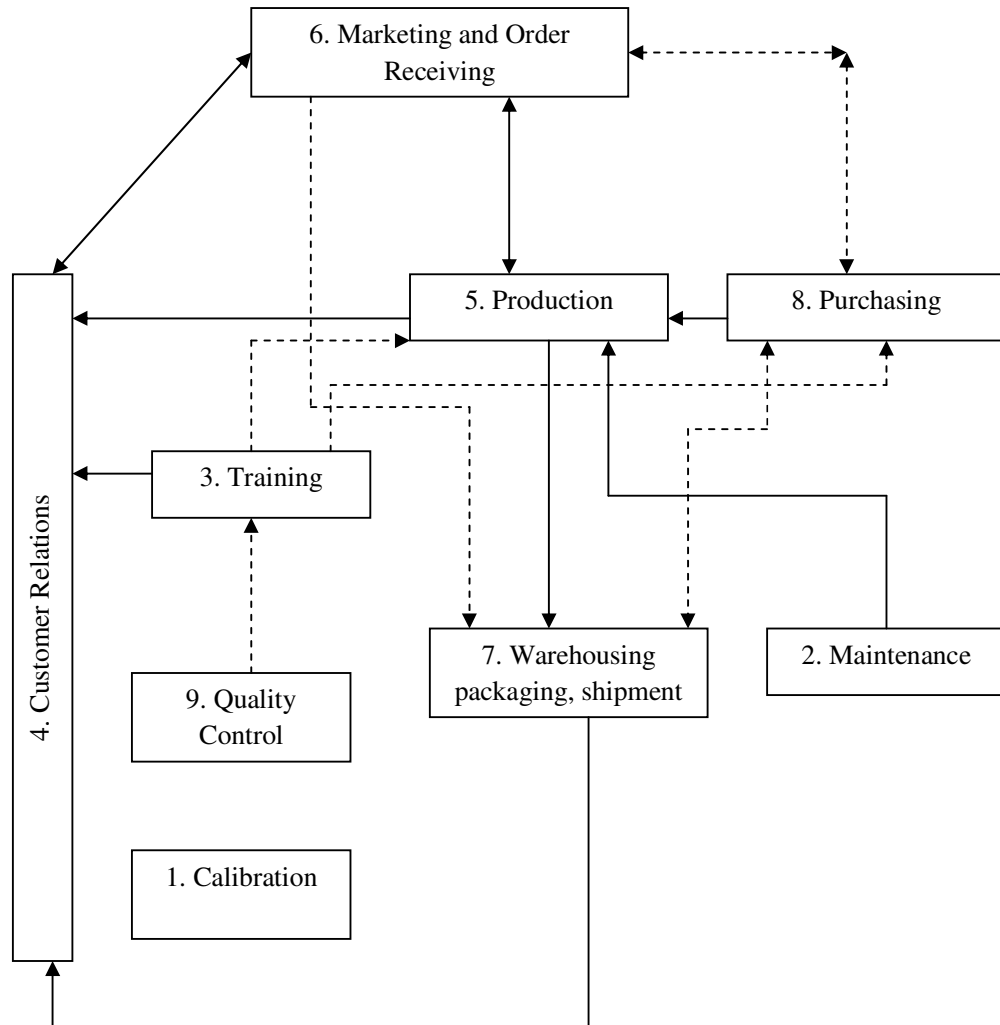 6. Marketing and Order
Receiving
5. Production
8. Purchasing
3. Training
4. Customer Relations
7. Warehousing
packaging, shipment
2. Maintenance
9. Quality
Control
1. Calibration